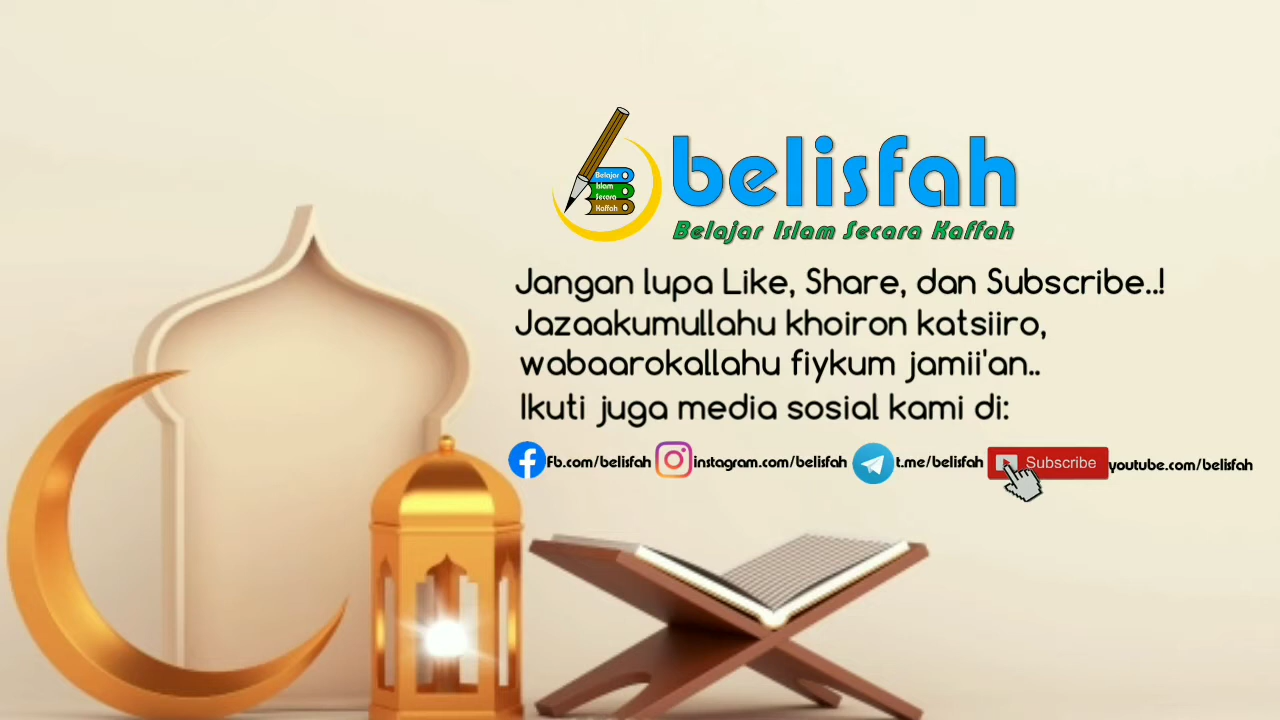 Belajar
Islam
Secara
Kaffah
belisfah
Belajar Islam Secara Kaffah
Jangan lupa Like, Share, dan Subscribe..!
Jazaakumullahu khoiron katsiiro,
wabaarokallahu fiykum jamii'an..
Ikuti juga media sosial kami di:
Fb.com/belisfah instagram.com/belisfah t.me/belisfah Subscribe youtube.com/belisfah